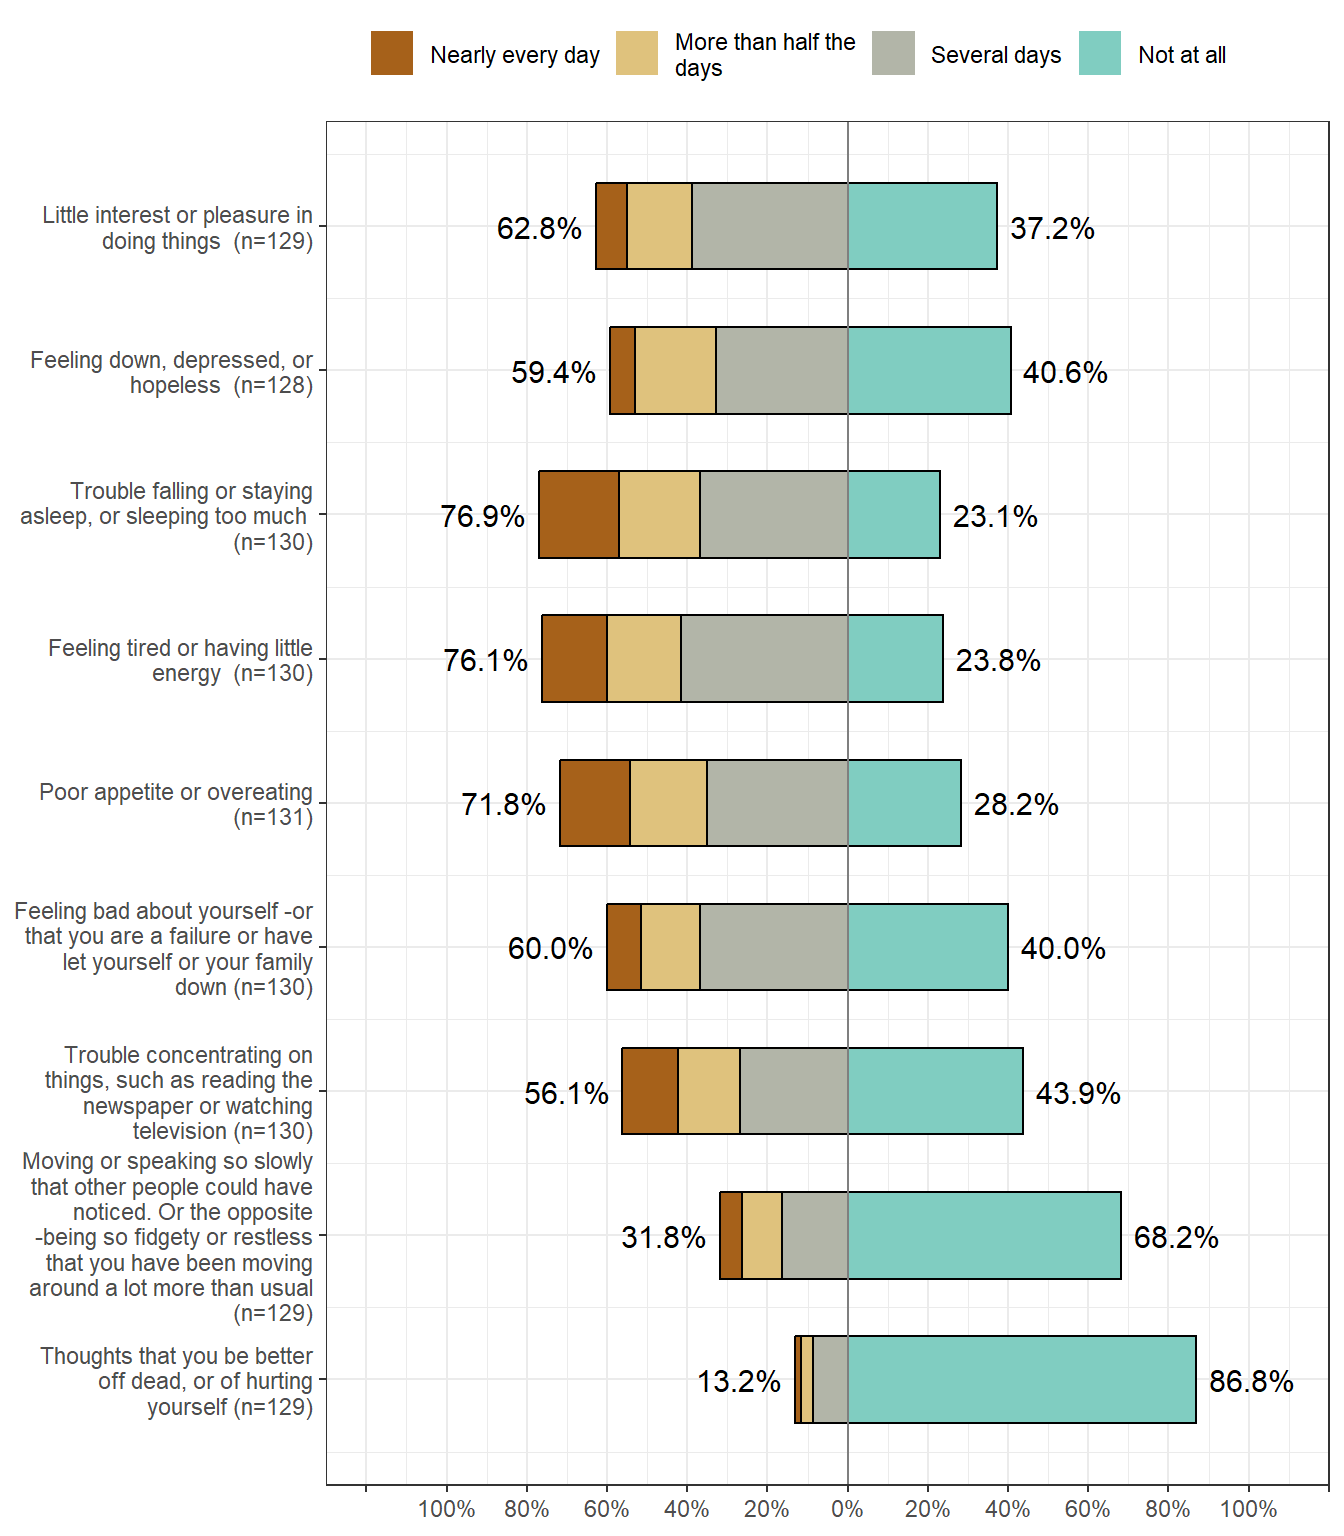 Nearly every day
More than half the
days
Several days
Not at all
Little interest or pleasure in
doing things  (n=129)
62.8%
37.2%
Feeling down, depressed, or
hopeless  (n=128)
59.4%
40.6%
Trouble falling or staying
asleep, or sleeping too much
(n=130)
76.9%
23.1%
Feeling tired or having little
energy  (n=130)
76.1%
23.8%
Poor appetite or overeating
(n=131)
71.8%
28.2%
Feeling bad about yourself -or
that you are a failure or have
let yourself or your family
down (n=130)
60.0%
40.0%
Trouble concentrating on
things, such as reading the
newspaper or watching
television (n=130)
56.1%
43.9%
Moving or speaking so slowly
that other people could have
noticed. Or the opposite
-being so fidgety or restless
that you have been moving
around a lot more than usual
(n=129)
31.8%
68.2%
Thoughts that you be better
off dead, or of hurting
yourself (n=129)
13.2%
86.8%
100% 80% 60% 40% 20% 0% 20% 40% 60% 80% 100%